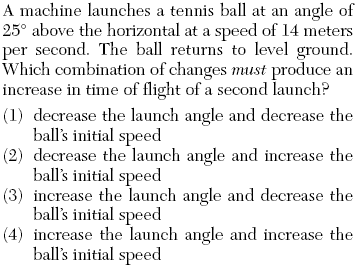 A machine launches a tennis ball at an angle of
25° above the horizontal at a speed of 14 meters
per second. The ball returns to level ground.
Which combination of changes must produce an
increase in time of flight of a second launch?
(1) decrease the launch angle and decrease the
ball's initial speed
(2) decrease the launch angle and increase the
ball's initial speed
(3) increase the launch angle and decrease the
ball's initial speed
(4) increase the launch angle and increase the
ball's initial speed